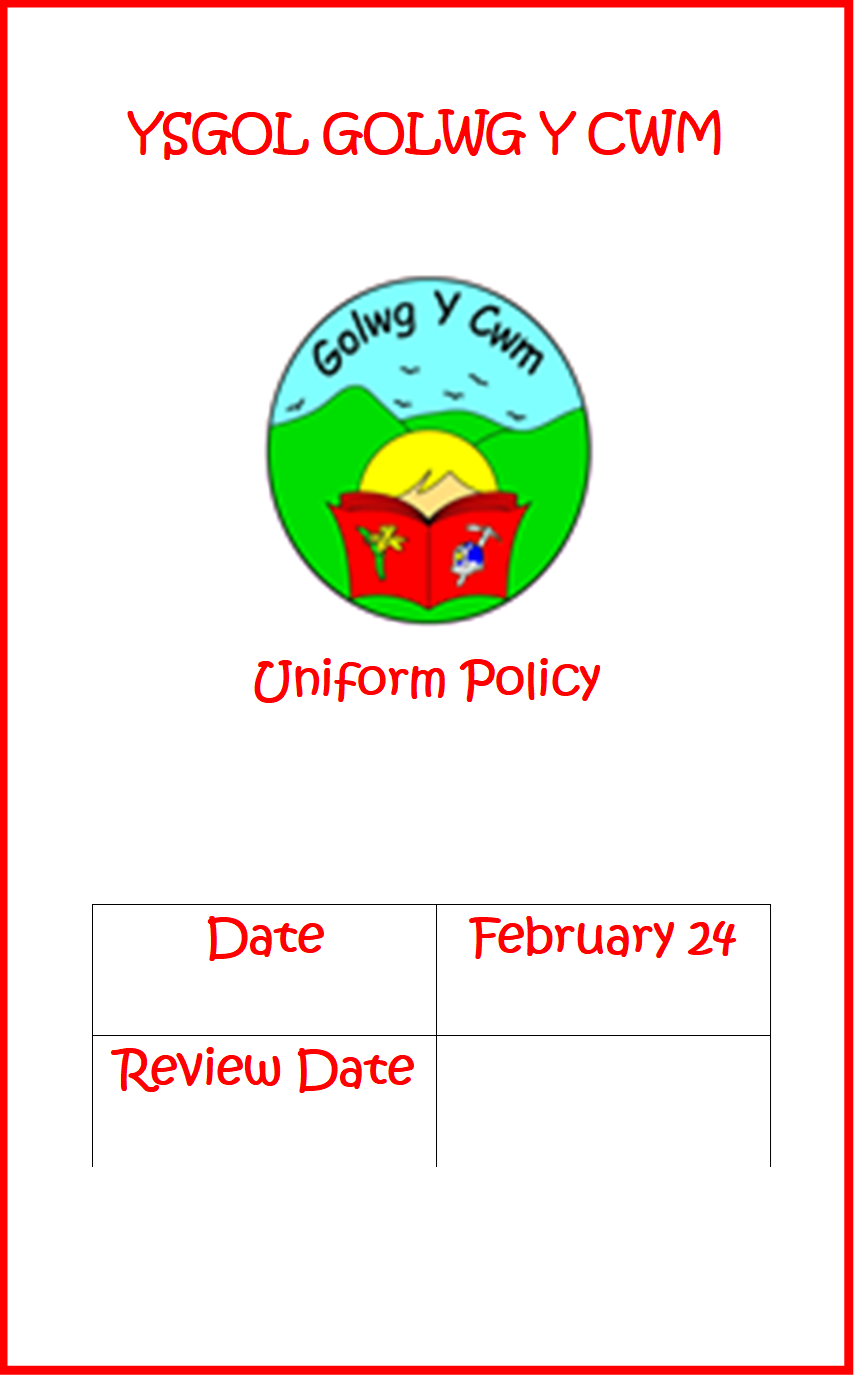 YSGOL GOLWG Y CWM
Golwg Y Cwm
Uniform Policy
Date February 24
Review Date